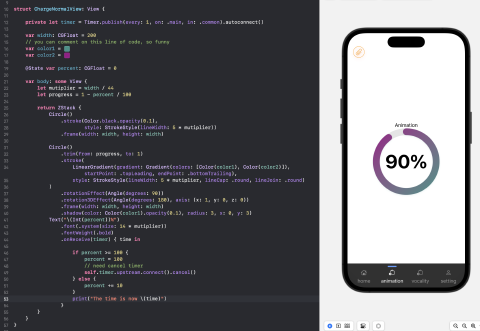 struct ChargeNormalView: View {
private let timer = Timer.publish(every: 1, on: .main, in: .common).autoconnect()
var width: CGFloat = 200
// you can comment on this line of code, so funny
var color1 =
var color2 =
@State var percent: CGFloat = 0
var body: some View {
let mutiplier = width / 44
let progress = 1 - percent / 100
return ZStack {
Circle()
.stroke(Color.black.opacity(0.1),
style: StrokeStyle(lineWidth: 5 * mutiplier))
.frame(width: width, height: width)
Circle()
.trim(from: progress, to: 1)
.stroke(
LinearGradient(gradient: Gradient(colors: [Color(color1), Color(color2)]),
startPoint: .topLeading, endPoint: .bottomTrailing),
style: StrokeStyle(lineWidth: 5 * mutiplier, lineCap: .round, lineJoin: .round)
)
.rotationEffect(Angle(degrees: 90))
.rotation3DEffect(Angle(degrees: 180), axis: (x: 1, y: 0, z: 0))
.frame(width: width, height: width)
.shadow(color: Color(color1).opacity(0.1), radius: 3, x: 0, y: 3)
Text("\(Int(percent))%")
.font(.system(size: 14 * mutiplier))
.fontWeight(.bold)
.onReceive(timer) { time in
if percent >= 100 {
percent = 100
// need cancel timer
self.timer.upstream.connect().cancel()
} else {
percent += 10
}
print("The time is now \(time)")
}
}
}
}
Animation
90%
home
animation
vocality
setting